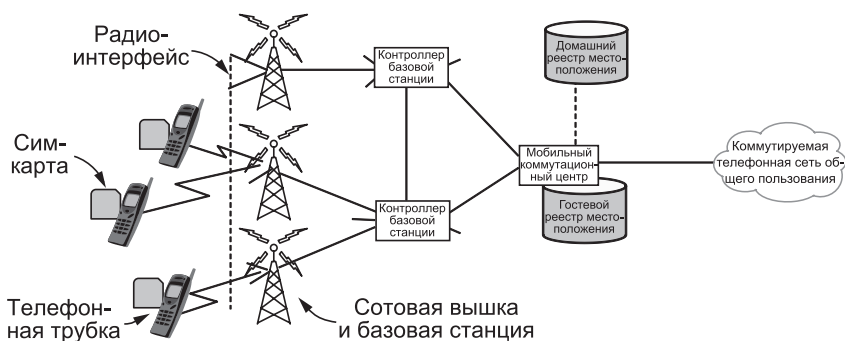 Радио-
интерфейс
Контроллер
базовой
станции
Домашний
реестр место-
положения
Сим-
карта
Мобильный
коммутацион-
ный центр
Коммутируемая
телефонная сеть об-
щего пользования
Контроллер
базовой
станции
Гостевой
реестр место-
положения
Телефон-
ная трубка
Сотовая вышка
и базовая станция